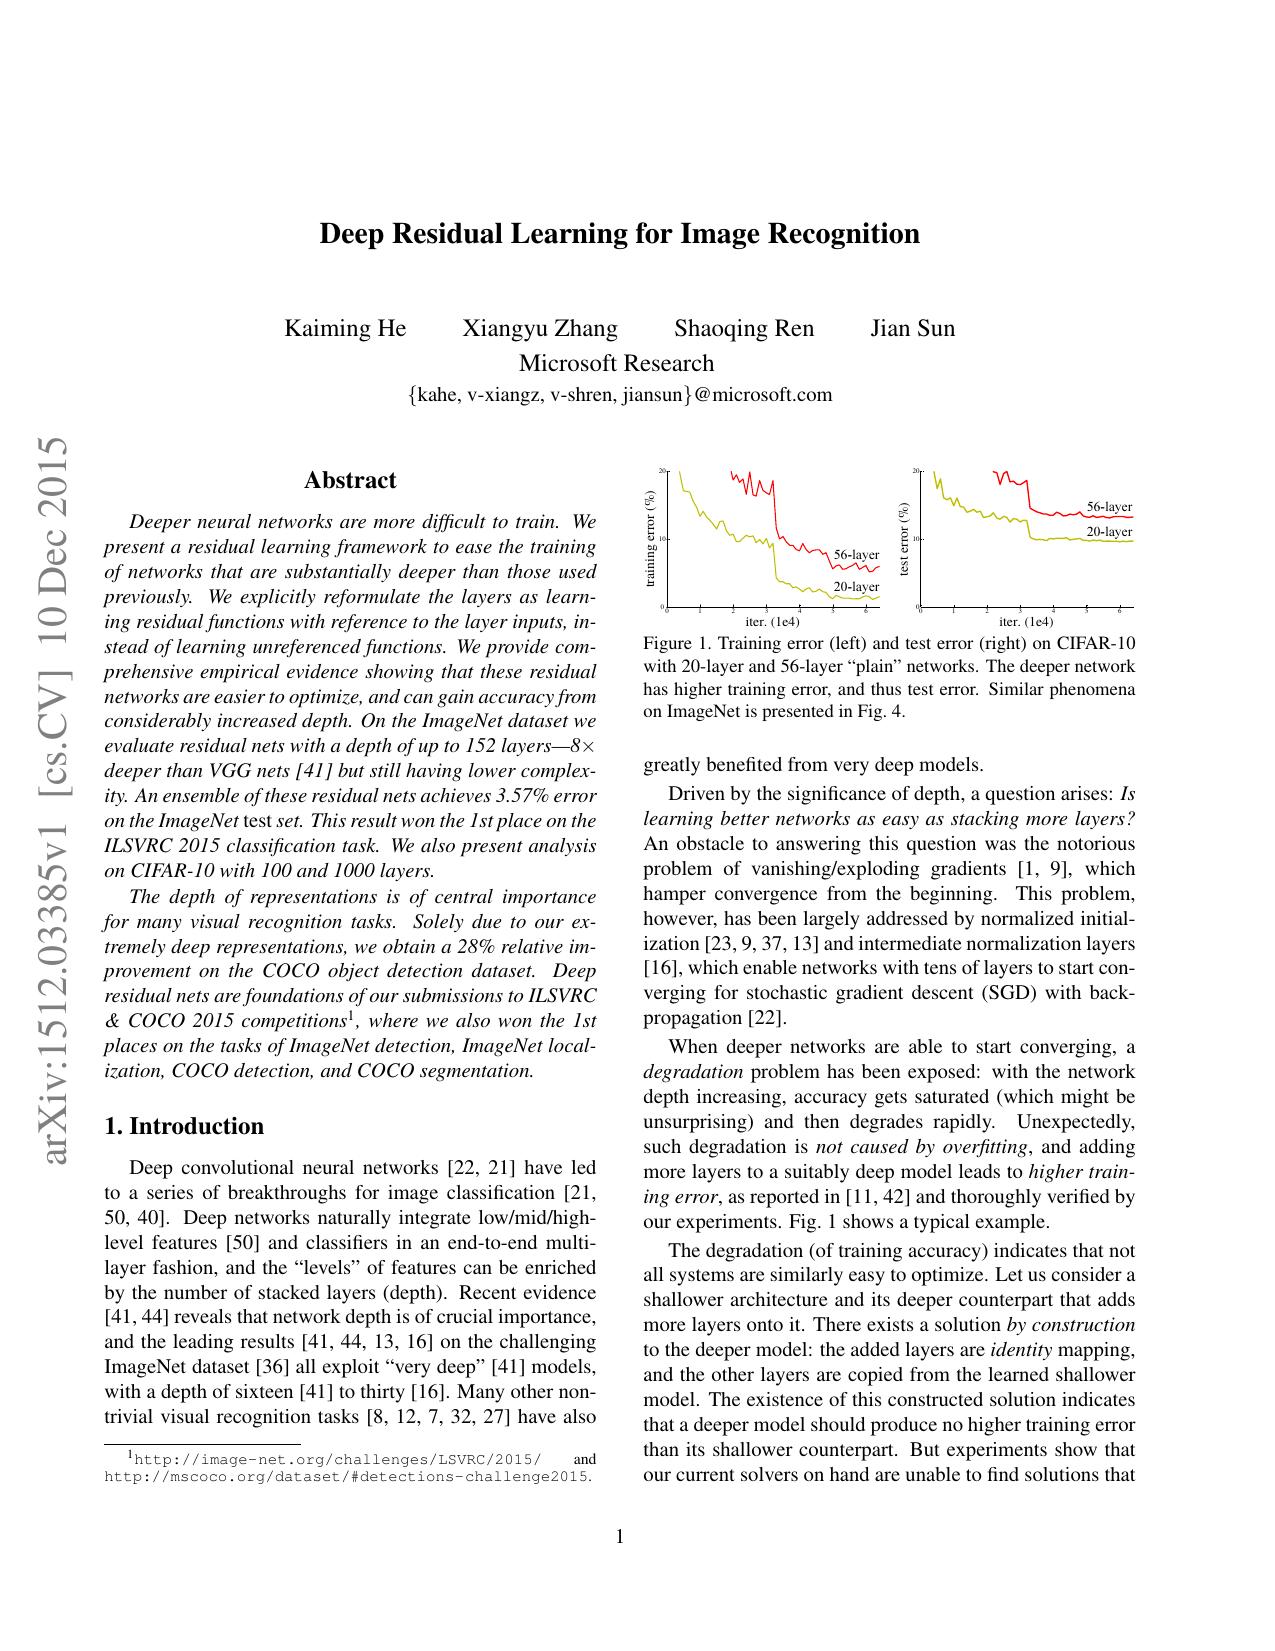 arXiv:1512.03385v1 [cs.CV] 10 Dec 2015
Deep Residual Learning for Image Recognition
Kaiming He Xiangyu Zhang Shaoqing Ren Jian Sun
Microsoft Research
{kahe, v-xiangz, v-shren, jiansun}@microsoft.com
Abstract
Deeper neural networks are more difficult to train. We
present a residual learning framework to ease the training
of networks that are substantially deeper than those used
previously. We explicitly reformulate the layers as learn-
ing residual functions with reference to the layer inputs, in-
stead of learning unreferenced functions. We provide com-
prehensive empirical evidence showing that these residual
networks are easier to optimize, and can gain accuracy from
considerably increased depth. On the ImageNet dataset we
evaluate residual nets with a depth of up to 152 layers—8×
deeper than VGG nets [41] but still having lower complex-
ity. An ensemble of these residual nets achieves 3.57% error
on the ImageNet test set. This result won the 1st place on the
ILSVRC 2015 classification task. We also present analysis
on CIFAR-10 with 100 and 1000 layers.
The depth of representations is of central importance
for many visual recognition tasks. Solely due to our ex-
tremely deep representations, we obtain a 28% relative im-
provement on the COCO object detection dataset. Deep
residual nets are foundations of our submissions to ILSVRC
& COCO 2015 competitions1, where we also won the 1st
places on the tasks of ImageNet detection, ImageNet local-
ization, COCO detection, and COCO segmentation.
1. Introduction
Deep convolutional neural networks [22, 21] have led
to a series of breakthroughs for image classification [21,
50, 40]. Deep networks naturally integrate low/mid/high-
level features [50] and classifiers in an end-to-end multi-
layer fashion, and the “levels” of features can be enriched
by the number of stacked layers (depth). Recent evidence
[41, 44] reveals that network depth is of crucial importance,
and the leading results [41, 44, 13, 16] on the challenging
ImageNet dataset [36] all exploit “very deep” [41] models,
with a depth of sixteen [41] to thirty [16]. Many other non-
trivial visual recognition tasks [8, 12, 7, 32, 27] have also
1http://image-net.org/challenges/LSVRC/2015/ and
http://mscoco.org/dataset/#detections-challenge2015.
20
10
0
training error (%)
0 1 2 3 4 5 6
iter. (1e4)
56-layer
20-layer
20
10
0
test error (%)
0 1 2 3 4 5 6
iter. (1e4)
56-layer
20-layer
Figure 1. Training error (left) and test error (right) on CIFAR-10
with 20-layer and 56-layer “plain” networks. The deeper network
has higher training error, and thus test error. Similar phenomena
on ImageNet is presented in Fig. 4.
greatly benefited from very deep models.
Driven by the significance of depth, a question arises: Is
learning better networks as easy as stacking more layers?
An obstacle to answering this question was the notorious
problem of vanishing/exploding gradients [1, 9], which
hamper convergence from the beginning. This problem,
however, has been largely addressed by normalized initial-
ization [23, 9, 37, 13] and intermediate normalization layers
[16], which enable networks with tens of layers to start con-
verging for stochastic gradient descent (SGD) with back-
propagation [22].
When deeper networks are able to start converging, a
degradation problem has been exposed: with the network
depth increasing, accuracy gets saturated (which might be
unsurprising) and then degrades rapidly. Unexpectedly,
such degradation is not caused by overfitting, and adding
more layers to a suitably deep model leads to higher train-
ing error, as reported in [11, 42] and thoroughly verified by
our experiments. Fig. 1 shows a typical example.
The degradation (of training accuracy) indicates that not
all systems are similarly easy to optimize. Let us consider a
shallower architecture and its deeper counterpart that adds
more layers onto it. There exists a solution by construction
to the deeper model: the added layers are identity mapping,
and the other layers are copied from the learned shallower
model. The existence of this constructed solution indicates
that a deeper model should produce no higher training error
than its shallower counterpart. But experiments show that
our current solvers on hand are unable to find solutions that
1